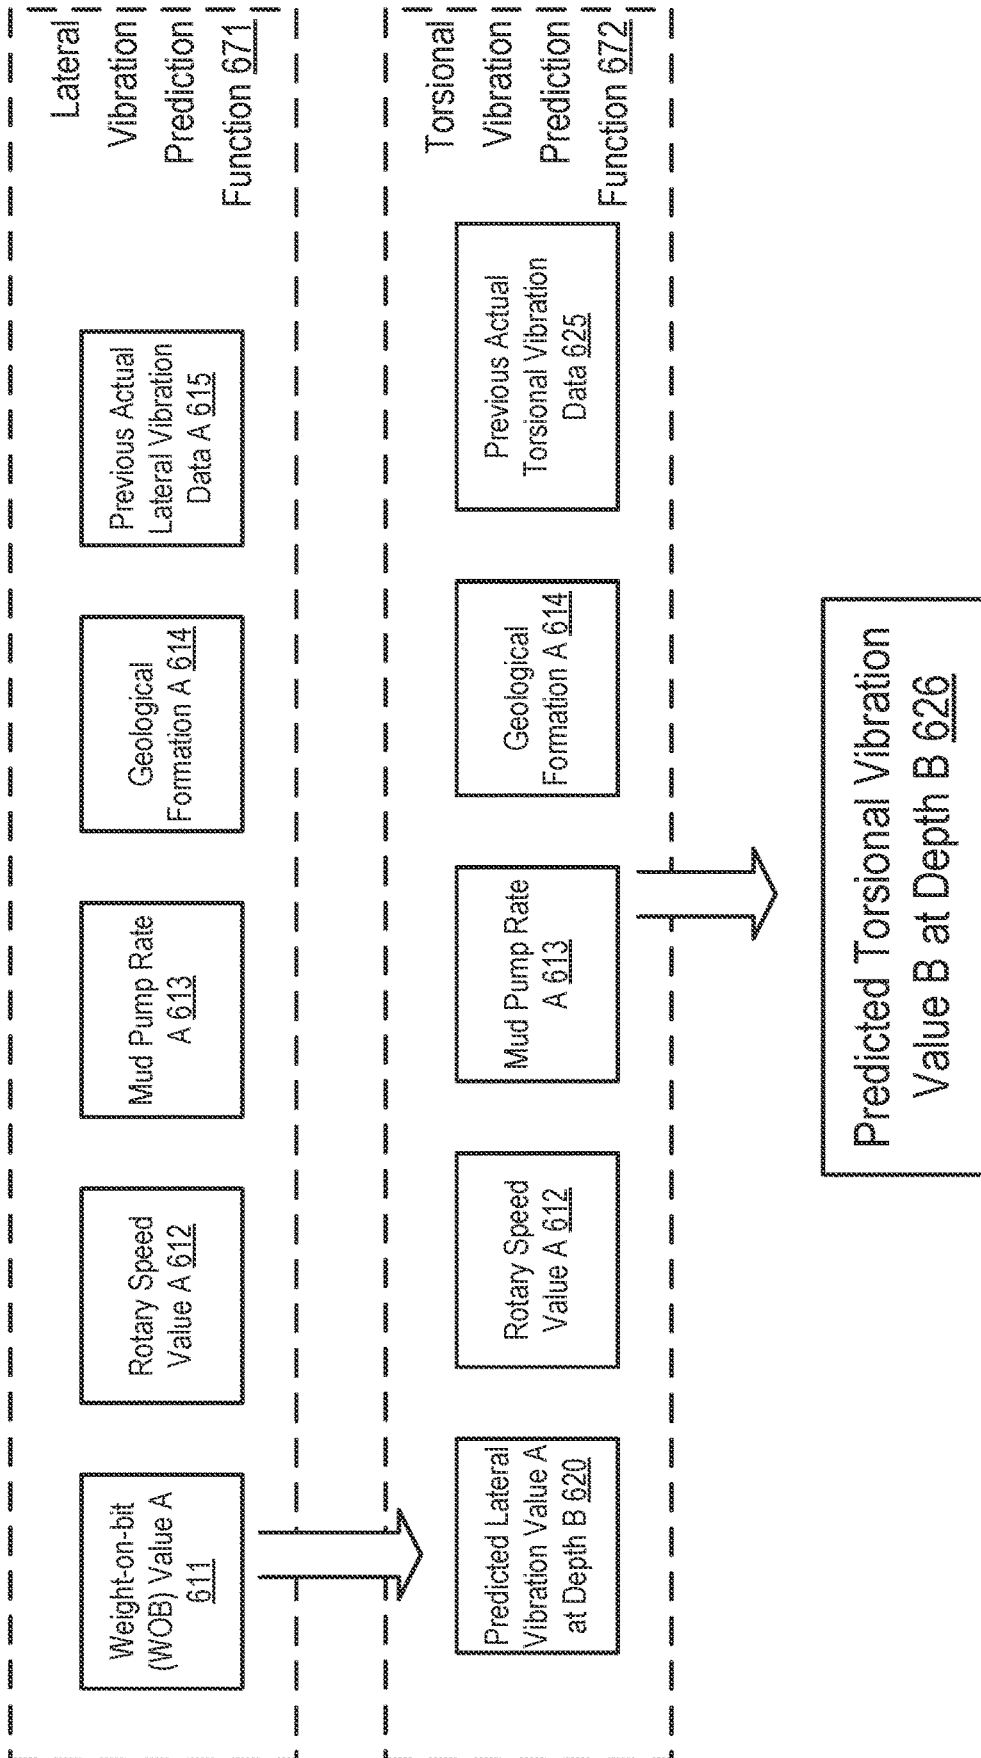 Lateral
Vibration
Prediction
Function 671
Weight-on-bit
(WOB) Value A
611
Rotary Speed
Value A 612
Mud Pump Rate
A 613
Geological
Formation A 614
Previous Actual
Lateral Vibration
Data A 615
Torsional
Vibration
Prediction
Function 672
Predicted Lateral
Vibration Value A
at Depth B 620
Rotary Speed
Value A 612
Mud Pump Rate
A 613
Geological
Formation A 614
Previous Actual
Torsional Vibration
Data 625
Predicted Torsional Vibration
Value B at Depth B 626